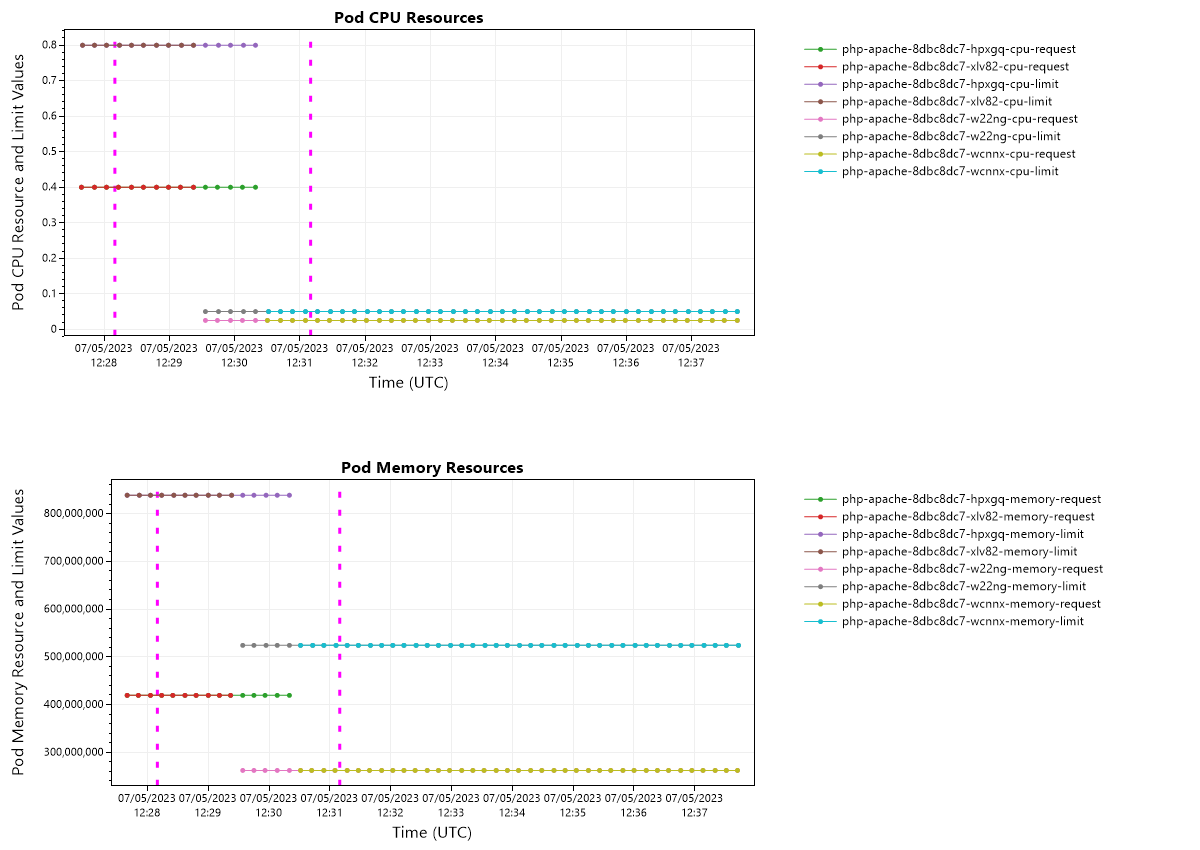 Pod CPU Resources
Pod CPU Resource and Limit Values
0.8
0.7
0.6
0.5
0.4
0.3
0.2
0.1
0
07/05/2023 07/05/2023 07/05/2023 07/05/2023 07/05/2023 07/05/2023 07/05/2023 07/05/2023 07/05/2023 07/05/2023
12:28 12:29 12:30 12:31 12:32 12:33 12:34 12:35 12:36 12:37
Time (UTC)
php-apache-8dbc8dc7-hpxgq-cpu-request
php-apache-8dbc8dc7-xlv82-cpu-request
php-apache-8dbc8dc7-hpxgq-cpu-limit
php-apache-8dbc8dc7-xlv82-cpu-limit
php-apache-8dbc8dc7-w22ng-cpu-request
php-apache-8dbc8dc7-w22ng-cpu-limit
php-apache-8dbc8dc7-wcnnx-cpu-request
php-apache-8dbc8dc7-wcnnx-cpu-limit
Pod Memory Resources
Pod Memory Resource and Limit Values
800,000,000
700,000,000
600,000,000
500,000,000
400,000,000
300,000,000
07/05/2023 07/05/2023 07/05/2023 07/05/2023 07/05/2023 07/05/2023 07/05/2023 07/05/2023 07/05/2023 07/05/2023
12:28 12:29 12:30 12:31 12:32 12:33 12:34 12:35 12:36 12:37
Time (UTC)
php-apache-8dbc8dc7-hpxgq-memory-request
php-apache-8dbc8dc7-xlv82-memory-request
php-apache-8dbc8dc7-hpxgq-memory-limit
php-apache-8dbc8dc7-xlv82-memory-limit
php-apache-8dbc8dc7-w22ng-memory-request
php-apache-8dbc8dc7-w22ng-memory-limit
php-apache-8dbc8dc7-wcnnx-memory-request
php-apache-8dbc8dc7-wcnnx-memory-limit